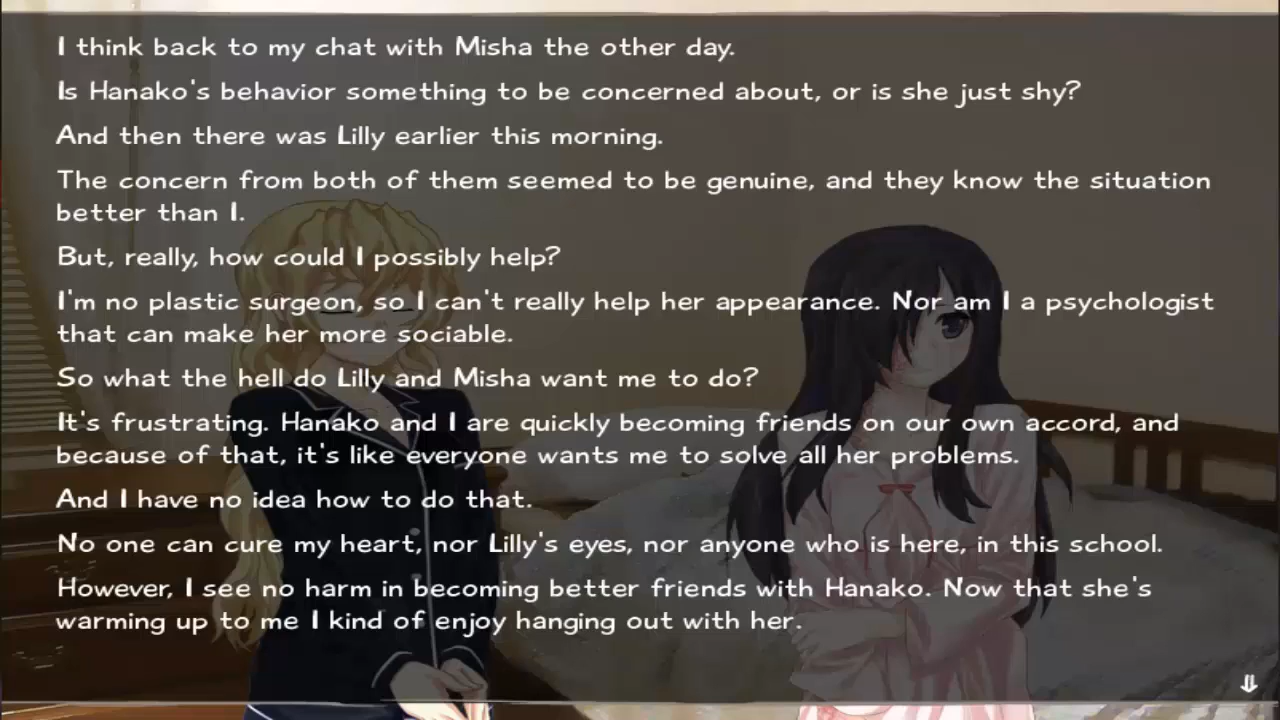 I think back to my chat with Misha the other day.
Is Hanako's behavior something to be concerned about, or is she just shy?
And then there was Lilly earlier this morning.
The concern from both of them seemed to be genuine, and they know the situation
better than I.
But, really, how could I possibly help?
I'm no plastic surgeon, so I can't really help her appearance. Nor am I a psychologist
that can make her more sociable.
So what the hell do Lilly and Misha want me to do?
It's frustrating. Hanako and I are quickly becoming friends on our own accord, and
because of that, it's like everyone wants me to solve all her problems.
And I have no idea how to do that.
No one can cure my heart, nor Lilly's eyes, nor anyone who is here, in this school.
However, I see no harm in becoming better friends with Hanako. Now that she's
warming up to me I kind of enjoy hanging out with her.